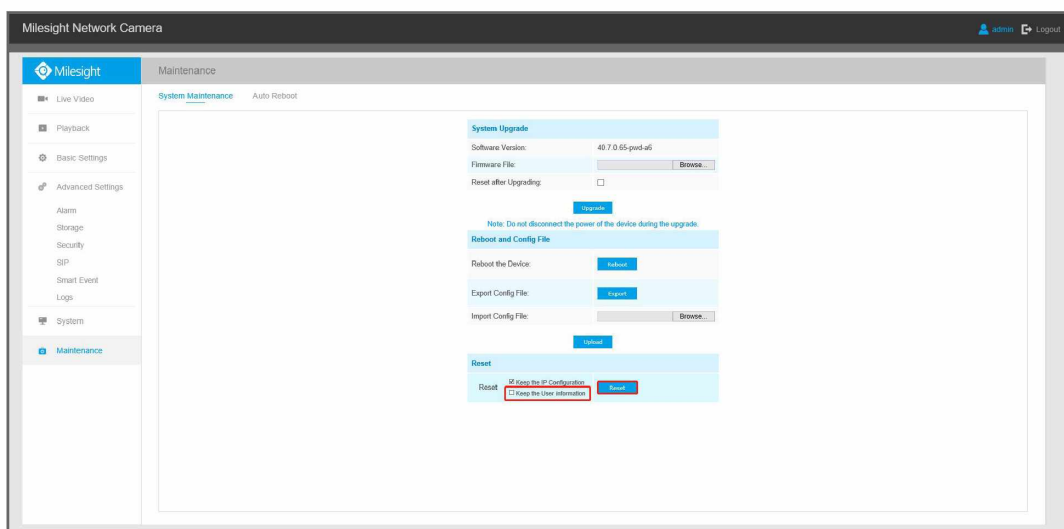 Milesight Network Camera
admin Logout
Milesight
Maintenance
Live Video
Playback
Basic Settings
Advanced Settings
Alarm
Storage
Security
SIP
Smart Event
Logs
System
Maintenance
System Maintenance Auto Reboot
System Upgrade
Software Version: 40.7.0.65-pwd-a6
Firmware File: Browse...
Reset after Upgrading:
Upgrade
Note: Do not disconnect the power of the device during the upgrade.
Reboot and Config File
Reboot the Device: Reboot
Export Config File: Export
Import Config File: Browse...
Upload
Reset
Reset Keep the IP Configuration Reset
Keep the User Information